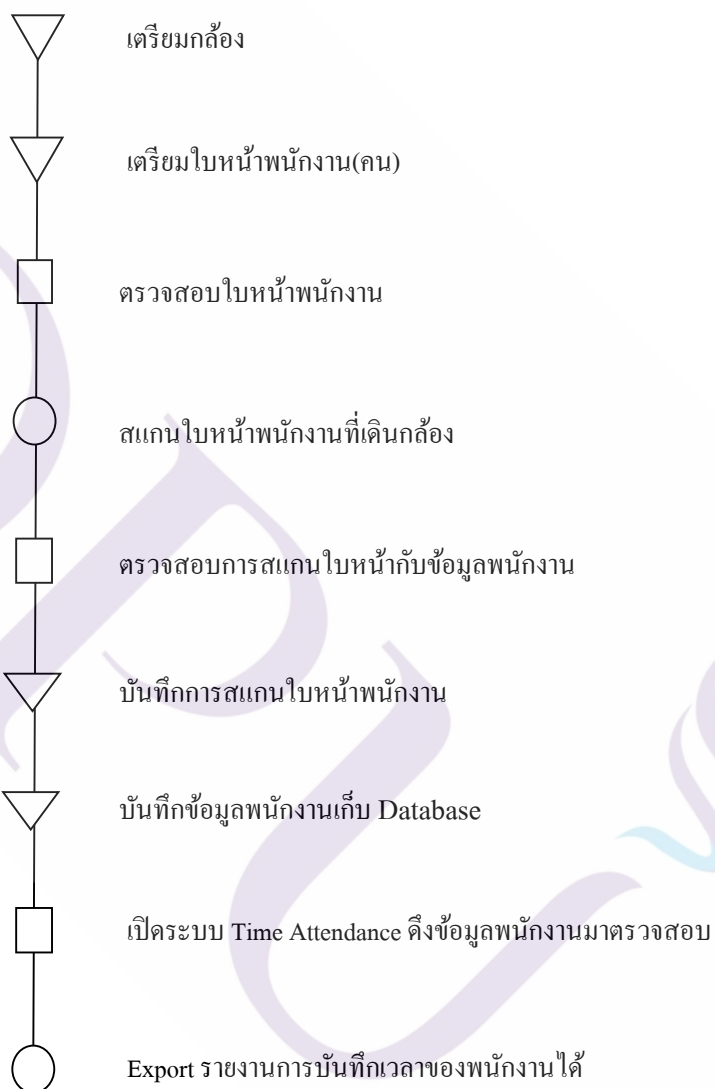 เตรียมกล้อง
เตรียมใบหน้าพนักงาน(คน)
ตรวจสอบใบหน้าพนักงาน
สแกนใบหน้าพนักงานที่เดินกล้อง
ตรวจสอบการสแกนใบหน้ากับข้อมูลพนักงาน
บันทึกการสแกนใบหน้าพนักงาน
บันทึกข้อมูลพนักงานเก็บ Database
เปิดระบบ Time Attendance ดึงข้อมูลพนักงานมาตรวจสอบ
Export รายงานการบันทึกเวลาของพนักงานได้